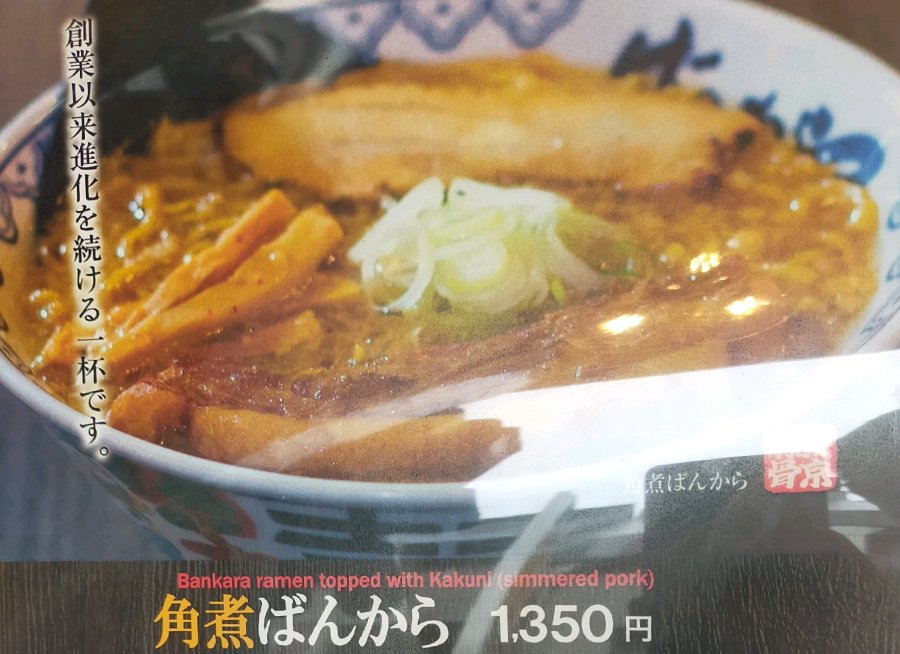 創業以来進化を続ける一杯です。
角煮ばんから
Bankara ramen topped with Kakuni (simmered pork)
角煮ばんから 1,350円